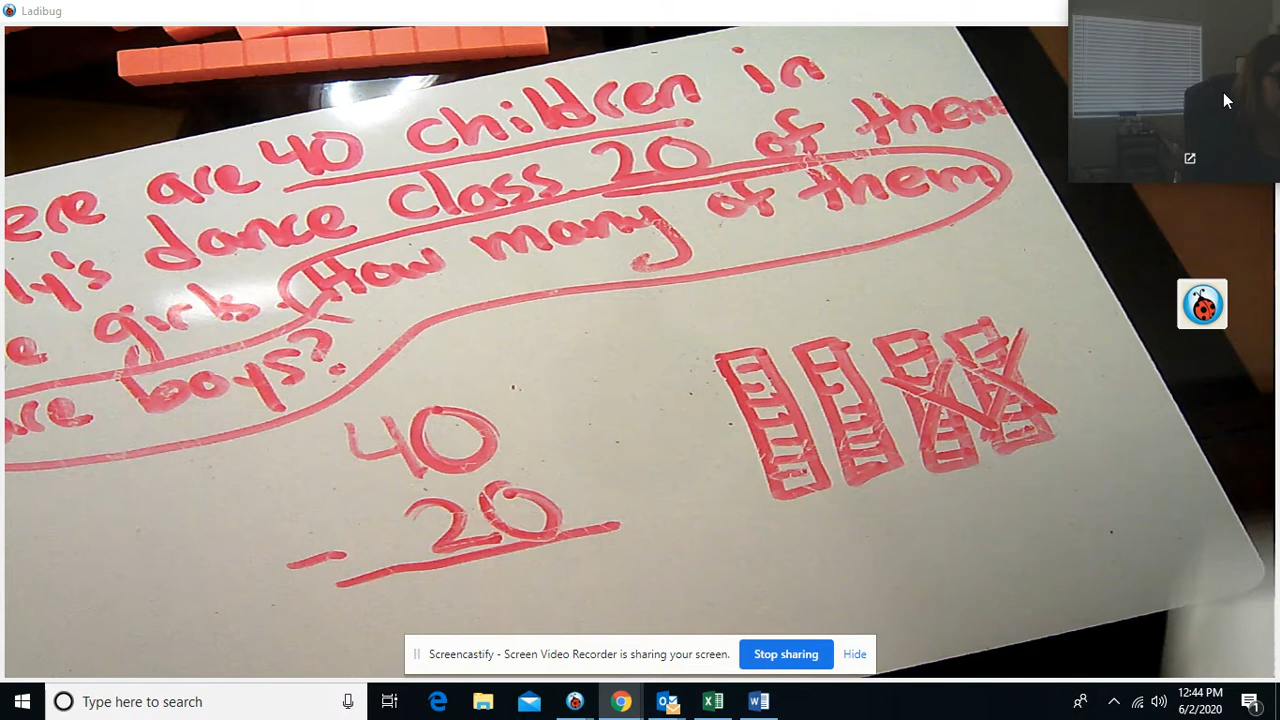 Ladibug
ere are 40 children in
ly's dance class 20 of them
e girls. How many of them
are boys?
40
- 20
Screencastify - Screen Video Recorder is sharing your screen.
Stop sharing
Hide
Type here to search
12:44 PM
6/2/2020
1